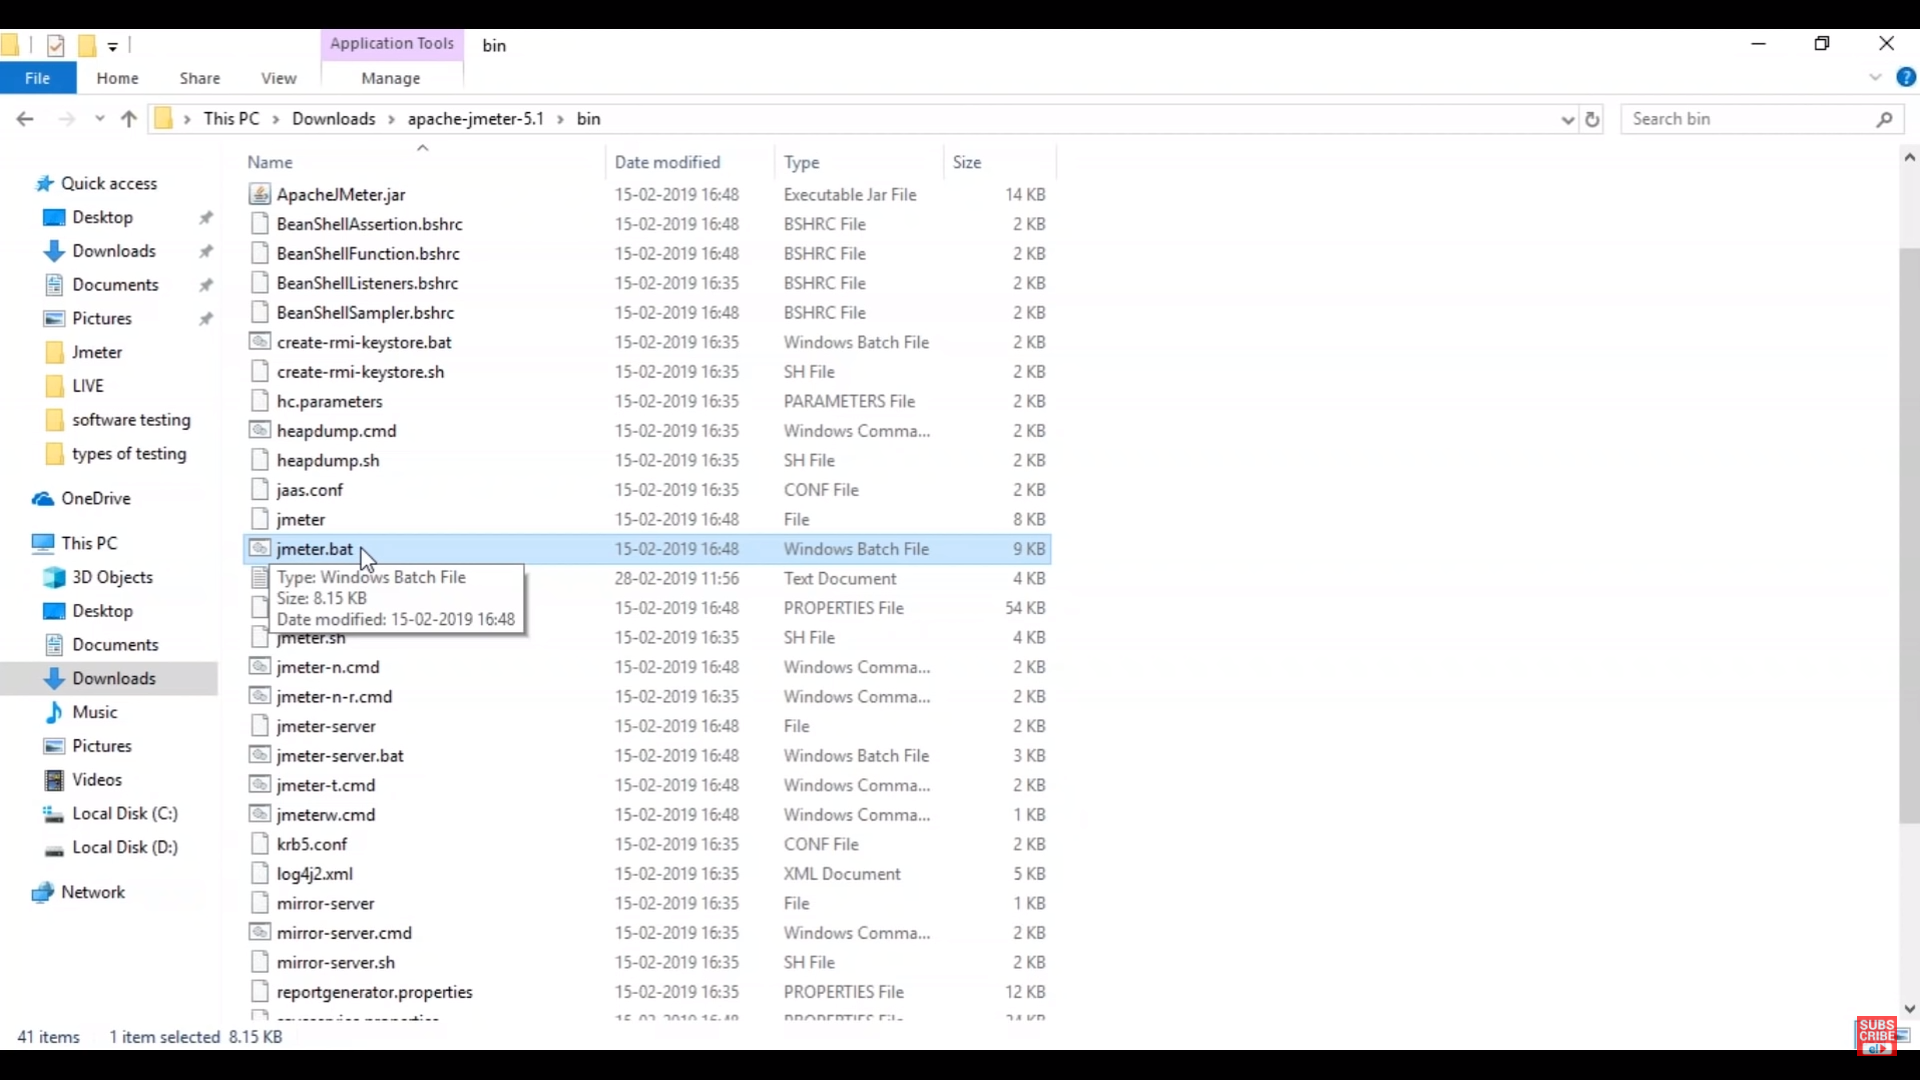 Application Tools
bin
File
Home
Share
View
Manage
This PC
Downloads
apache-jmeter-5.1
bin
Search bin
Name
Date modified
Type
Size
Quick access
Desktop
Downloads
Documents
Pictures
Jmeter
LIVE
software testing
types of testing
OneDrive
This PC
3D Objects
Desktop
Documents
Downloads
Music
Pictures
Videos
Local Disk (C:)
Local Disk (D:)
Network
ApacheJMeter.jar 15-02-2019 16:48 Executable Jar File 14 KB
BeanShellAssertion.bshrc 15-02-2019 16:48 BSHRC File 2 KB
BeanShellFunction.bshrc 15-02-2019 16:48 BSHRC File 2 KB
BeanShellListeners.bshrc 15-02-2019 16:35 BSHRC File 2 KB
BeanShellSampler.bshrc 15-02-2019 16:48 BSHRC File 2 KB
create-rmi-keystore.bat 15-02-2019 16:35 Windows Batch File 2 KB
create-rmi-keystore.sh 15-02-2019 16:35 SH File 2 KB
hc.parameters 15-02-2019 16:35 PARAMETERS File 2 KB
heapdump.cmd 15-02-2019 16:35 Windows Comma... 2 KB
heapdump.sh 15-02-2019 16:35 SH File 2 KB
jaas.conf 15-02-2019 16:35 CONF File 2 KB
jmeter 15-02-2019 16:48 File 8 KB
jmeter.bat 15-02-2019 16:48 Windows Batch File 9 KB
28-02-2019 11:56 Text Document 4 KB
15-02-2019 16:48 PROPERTIES File 54 KB
Type: Windows Batch File
Size: 8.15 KB
Date modified: 15-02-2019 16:48
jmeter.sh 15-02-2019 16:48 SH File 4 KB
jmeter-n.cmd 15-02-2019 16:48 Windows Comma... 2 KB
jmeter-n-r.cmd 15-02-2019 16:35 Windows Comma... 2 KB
jmeter-server 15-02-2019 16:48 File 2 KB
jmeter-server.bat 15-02-2019 16:48 Windows Batch File 3 KB
jmeter-t.cmd 15-02-2019 16:48 Windows Comma... 2 KB
jmeterw.cmd 15-02-2019 16:48 Windows Comma... 1 KB
krb5.conf 15-02-2019 16:35 CONF File 2 KB
log4j2.xml 15-02-2019 16:35 XML Document 5 KB
mirror-server 15-02-2019 16:35 File 1 KB
mirror-server.cmd 15-02-2019 16:35 Windows Comma... 2 KB
mirror-server.sh 15-02-2019 16:35 SH File 2 KB
reportgenerator.properties 15-02-2019 16:35 PROPERTIES File 12 KB
41 items 1 item selected 8.15 KB
SUBS
CRIBE